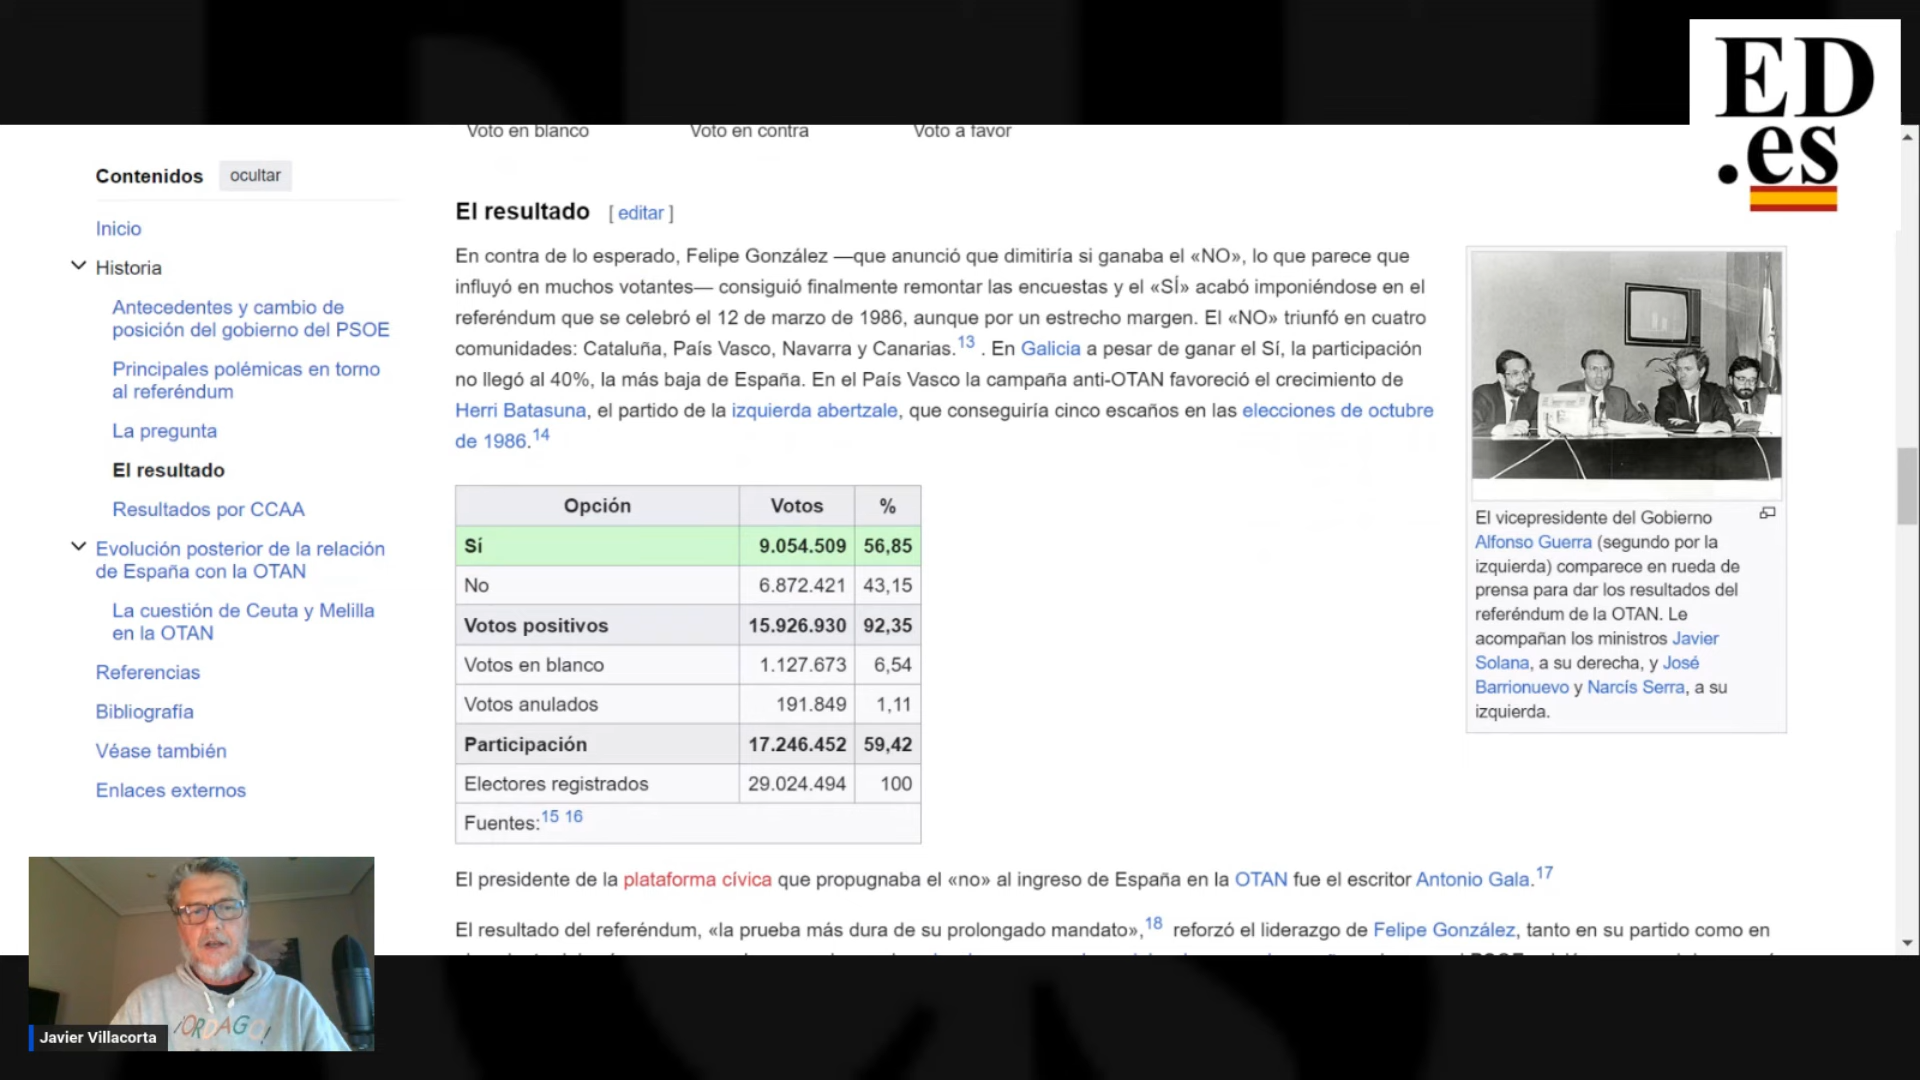 ED
.es
Voto en blanco Voto en contra Voto a favor
Contenidos ocultar
Inicio
Historia
Antecedentes y cambio de
posición del gobierno del PSOE
Principales polémicas en torno
al referéndum
La pregunta
El resultado
Resultados por CCAA
Evolución posterior de la relación
de España con la OTAN
La cuestión de Ceuta y Melilla
en la OTAN
Referencias
Bibliografía
Véase también
Enlaces externos
El resultado [ editar ]
En contra de lo esperado, Felipe González —que anunció que dimitiría si ganaba el «NO», lo que parece que
influyó en muchos votantes— consiguió finalmente remontar las encuestas y el «SÍ» acabó imponiéndose en el
referéndum que se celebró el 12 de marzo de 1986, aunque por un estrecho margen. El «NO» triunfó en cuatro
comunidades: Cataluña, País Vasco, Navarra y Canarias.13 . En Galicia a pesar de ganar el Sí, la participación
no llegó al 40%, la más baja de España. En el País Vasco la campaña anti-OTAN favoreció el crecimiento de
Herri Batasuna, el partido de la izquierda abertzale, que conseguiría cinco escaños en las elecciones de octubre
de 1986.14
Opción Votos %
Sí 9.054.509 56,85
No 6.872.421 43,15
Votos positivos 15.926.930 92,35
Votos en blanco 1.127.673 6,54
Votos anulados 191.849 1,11
Participación 17.246.452 59,42
Electores registrados 29.024.494 100
Fuentes:15 16
El vicepresidente del Gobierno
Alfonso Guerra (segundo por la
izquierda) comparece en rueda de
prensa para dar los resultados del
referéndum de la OTAN. Le
acompañan los ministros Javier
Solana, a su derecha, y José
Barrionuevo y Narcís Serra, a su
izquierda.
El presidente de la plataforma cívica que propugnaba el «no» al ingreso de España en la OTAN fue el escritor Antonio Gala.17
El resultado del referéndum, «la prueba más dura de su prolongado mandato»,18 reforzó el liderazgo de Felipe González, tanto en su partido como en
¡ORDAGO!
Javier Villacorta